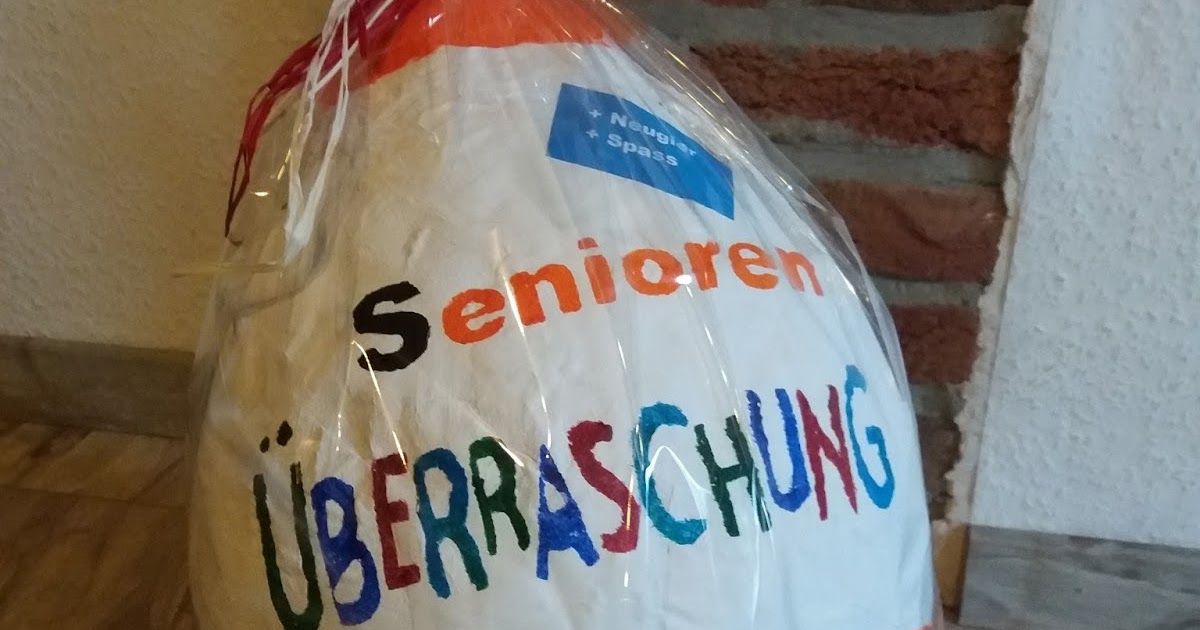 + Neugier
+ Spass
Senioren
ÜBERRASCHUNG